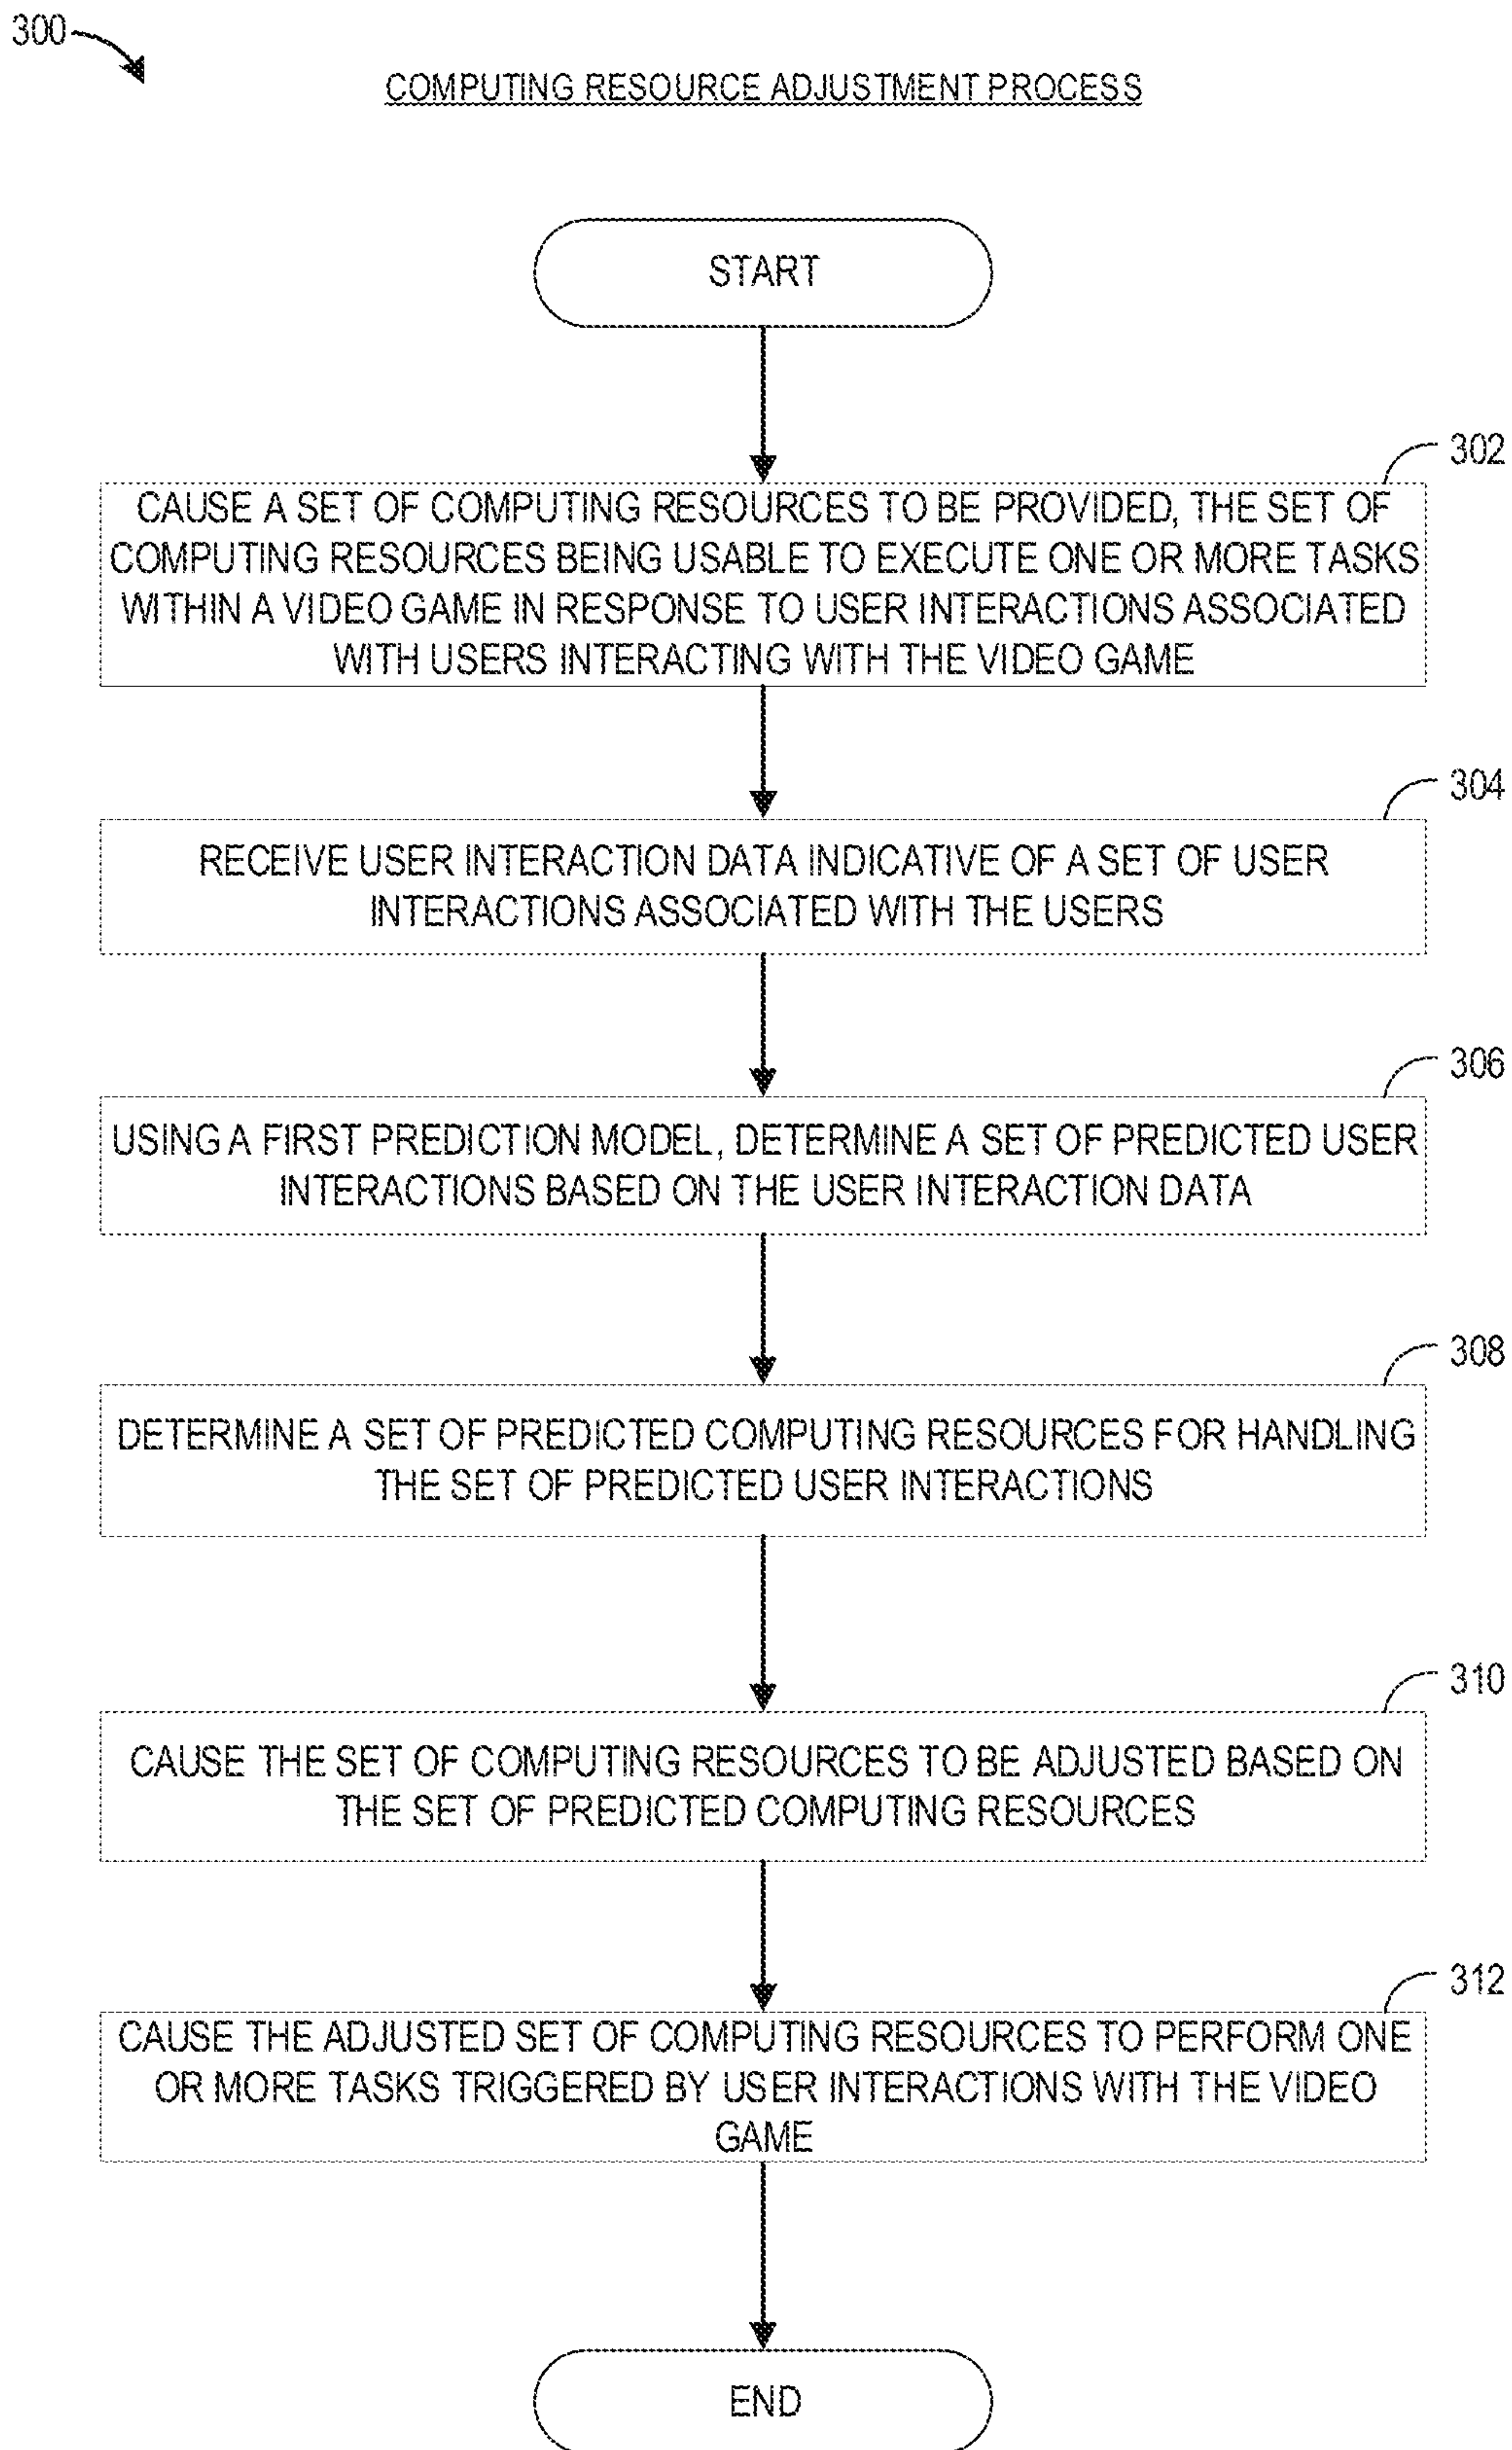 300
COMPUTING RESOURCE ADJUSTMENT PROCESS
START
302
CAUSE A SET OF COMPUTING RESOURCES TO BE PROVIDED, THE SET OF
COMPUTING RESOURCES BEING USABLE TO EXECUTE ONE OR MORE TASKS
WITHIN A VIDEO GAME IN RESPONSE TO USER INTERACTIONS ASSOCIATED
WITH USERS INTERACTING WITH THE VIDEO GAME
304
RECEIVE USER INTERACTION DATA INDICATIVE OF A SET OF USER
INTERACTIONS ASSOCIATED WITH THE USERS
306
USING A FIRST PREDICTION MODEL, DETERMINE A SET OF PREDICTED USER
INTERACTIONS BASED ON THE USER INTERACTION DATA
308
DETERMINE A SET OF PREDICTED COMPUTING RESOURCES FOR HANDLING
THE SET OF PREDICTED USER INTERACTIONS
310
CAUSE THE SET OF COMPUTING RESOURCES TO BE ADJUSTED BASED ON
THE SET OF PREDICTED COMPUTING RESOURCES
312
CAUSE THE ADJUSTED SET OF COMPUTING RESOURCES TO PERFORM ONE
OR MORE TASKS TRIGGERED BY USER INTERACTIONS WITH THE VIDEO
GAME
END